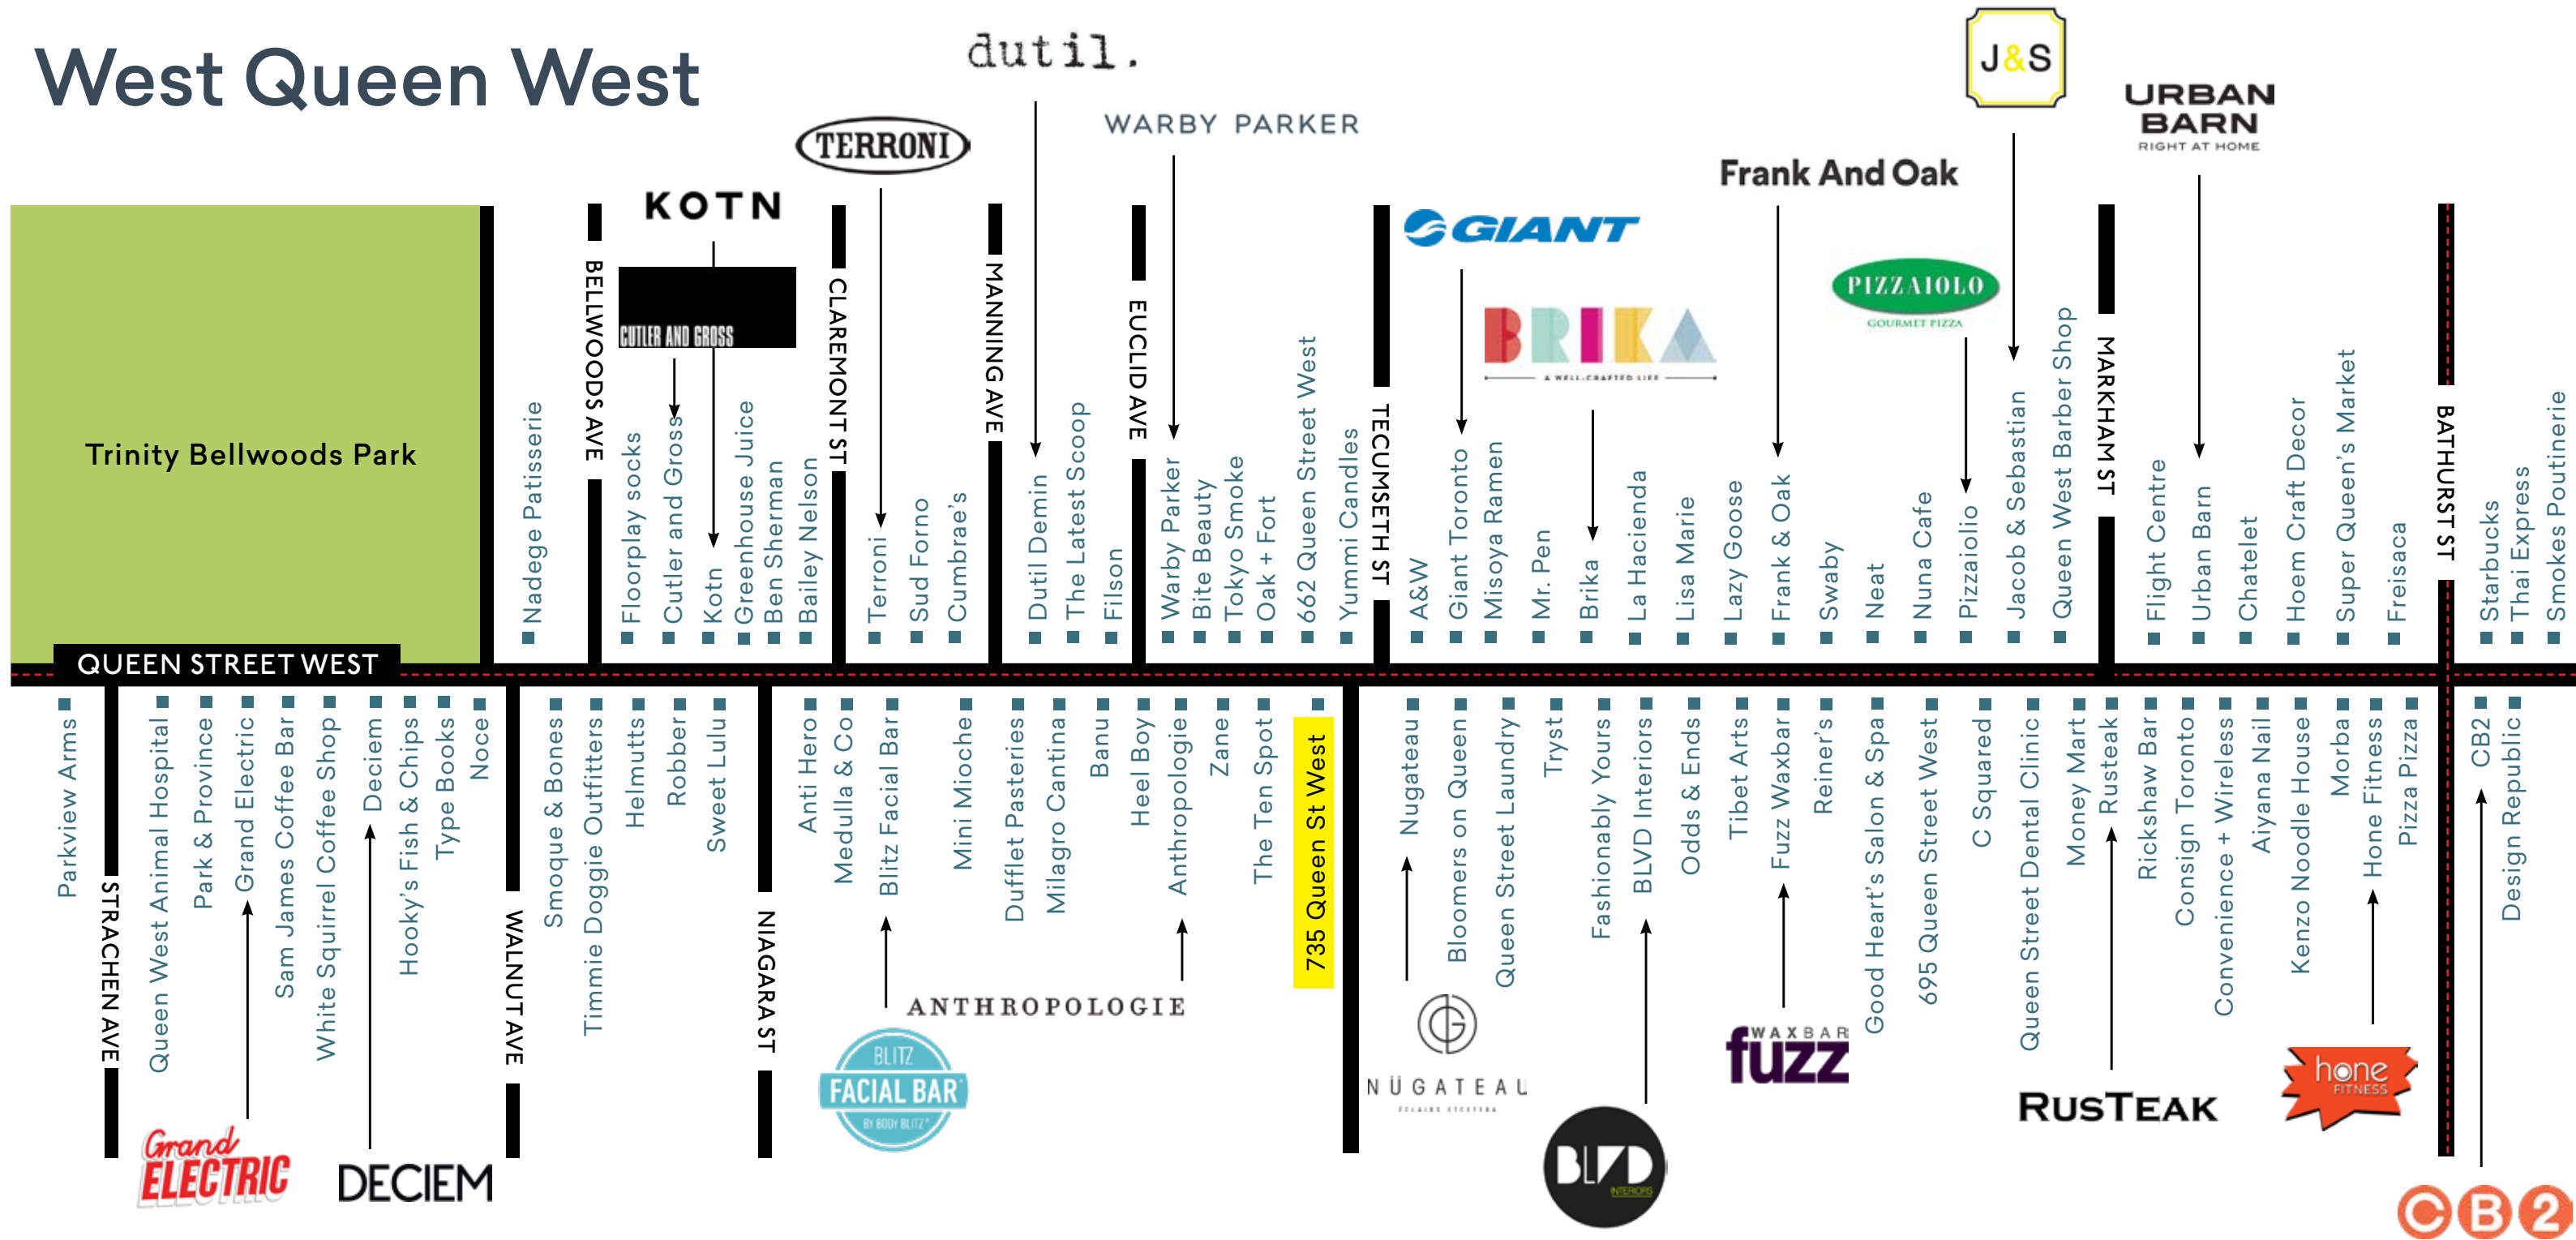 West Queen West
dutil.
J&S
URBAN
BARN
RIGHT AT HOME
WARBY PARKER
TERRONI
Frank And Oak
KOTN
GIANT
CUTLER AND GROSS
PIZZAIOLO
GOURMET PIZZA
BRIKA
A WELL-CRAFTED LIFE
Trinity Bellwoods Park
Nadege Patisserie
BELLWOODS AVE
Floorplay socks
Cutler and Gross
Kotn
Greenhouse Juice
Ben Sherman
Bailey Nelson
CLAREMONT ST
Terroni
Sud Forno
Cumbrae's
MANNING AVE
Dutil Demin
The Latest Scoop
Filson
EUCLID AVE
Warby Parker
Bite Beauty
Tokyo Smoke
Oak + Fort
662 Queen Street West
Yummi Candles
TECUMSETH ST
A&W
Giant Toronto
Misoya Ramen
Mr. Pen
Brika
La Hacienda
Lisa Marie
Lazy Goose
Frank & Oak
Swaby
Neat
Nuna Cafe
Pizzaiolio
Jacob & Sebastian
Queen West Barber Shop
MARKHAM ST
Flight Centre
Urban Barn
Chatelet
Hoem Craft Decor
Super Queen's Market
Freisaca
BATHURST ST
Starbucks
Thai Express
Smokes Poutinerie
QUEEN STREET WEST
Parkview Arms
STRACHEN AVE
Queen West Animal Hospital
Park & Province
Grand Electric
Sam James Coffee Bar
White Squirrel Coffee Shop
Deciem
Hooky's Fish & Chips
Type Books
Noce
WALNUT AVE
Smoque & Bones
Timmie Doggie Outfitters
Helmutts
Robber
Sweet Lulu
NIAGARA ST
Anti Hero
Medulla & Co
Blitz Facial Bar
Mini Mioche
Dufflet Pasteries
Milagro Cantina
Banu
Heel Boy
Anthropologie
Zane
The Ten Spot
735 Queen St West
Nugateau
Bloomers on Queen
Queen Street Laundry
Tryst
Fashionably Yours
BLVD Interiors
Odds & Ends
Tibet Arts
Fuzz Waxbar
Reiner's
Good Heart's Salon & Spa
695 Queen Street West
C Squared
Queen Street Dental Clinic
Money Mart
Rusteak
Rickshaw Bar
Consign Toronto
Convenience + Wireless
Aiyana Nail
Kenzo Noodle House
Morba
Hone Fitness
Pizza Pizza
CB2
Design Republic
ANTHROPOLOGIE
BLITZ
FACIAL BAR
BY BODY BLITZ
NÜGATEAU
ÉCLAIRS ETCETERA
WAXBAR
fuzz
hone
FITNESS
RUSTEAK
Grand
ELECTRIC
DECIEM
BLVD
INTERIORS
CB2